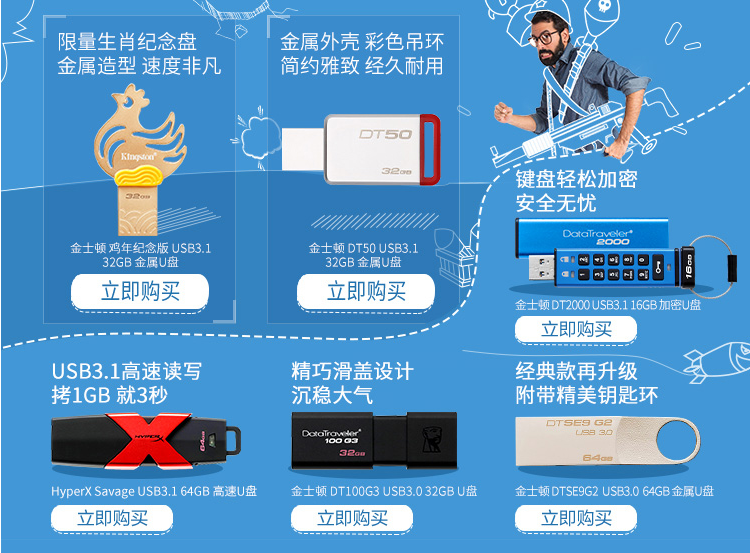 限量生肖纪念盘
金属造型 速度非凡
Kingston
32GB
金士顿 鸡年纪念版 USB3.1
32GB 金属U盘
立即购买
金属外壳 彩色吊环
简约雅致 经久耐用
DT50
32GB
金士顿 DT50 USB3.1
32GB 金属U盘
立即购买
键盘轻松加密
安全无忧
DataTraveler
2000
16GB
金士顿 DT2000 USB3.1 16GB 加密U盘
立即购买
USB3.1高速读写
拷1GB 就3秒
HYPERX
64GB
HyperX Savage USB3.1 64GB 高速U盘
立即购买
精巧滑盖设计
沉稳大气
DataTraveler
100 G3
32GB
金士顿 DT100G3 USB3.0 32GB U盘
立即购买
经典款再升级
附带精美钥匙环
DTSE9 G2
USB 3.0
64GB
金士顿 DTSE9G2 USB3.0 64GB 金属U盘
立即购买